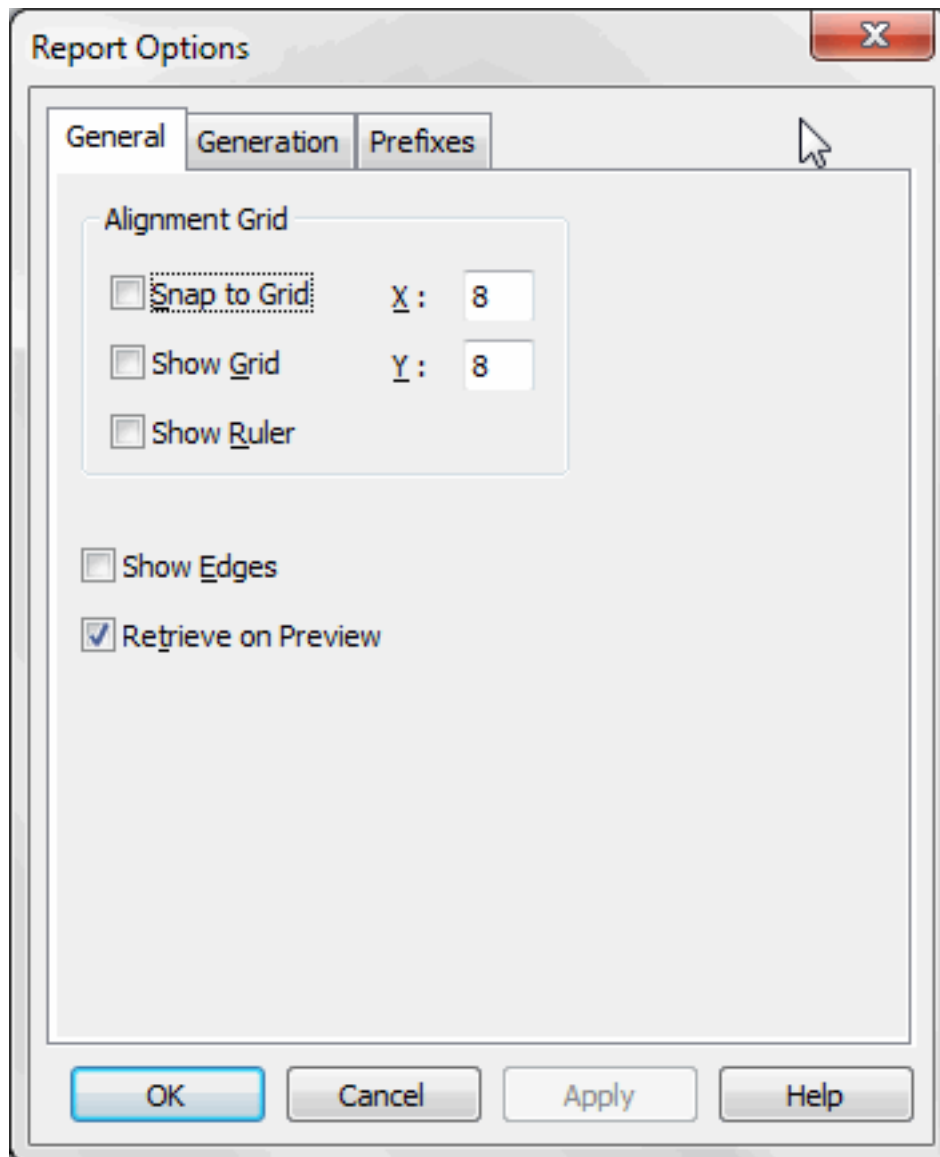 Report Options
General Generation Prefixes
Alignment Grid
Snap to Grid X : 8
Show Grid Y : 8
Show Ruler
Show Edges
Retrieve on Preview
OK Cancel Apply Help